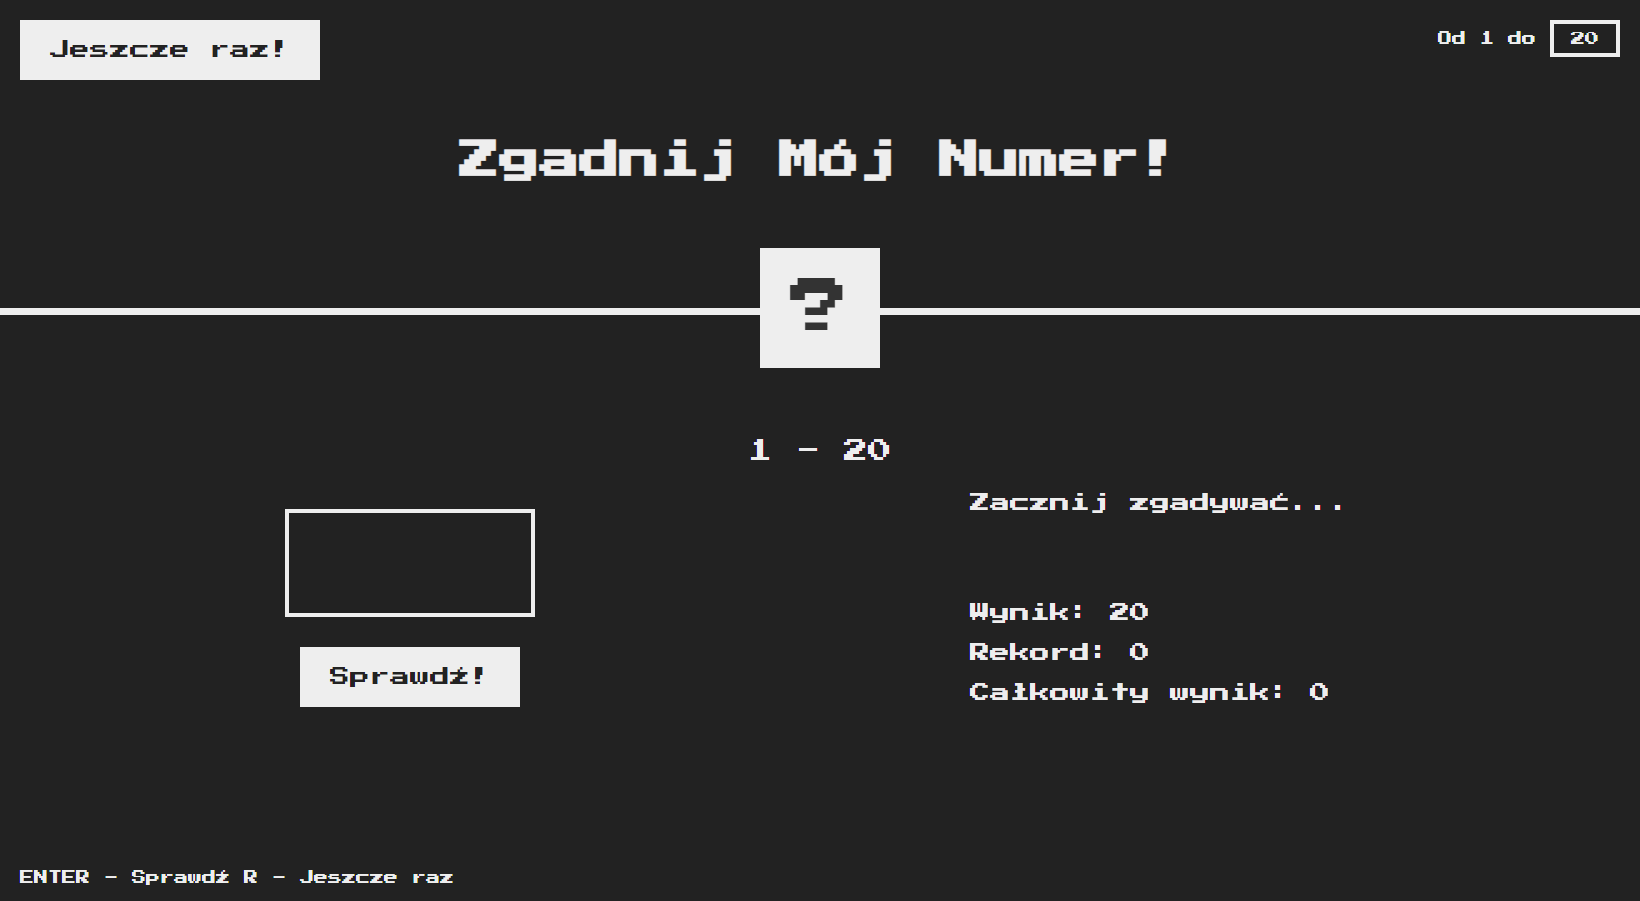 Jeszcze raz!
Od 1 do 20
Zgadnij Mój Numer!
?
1 - 20
Zacznij zgadywać...
Wynik: 20
Rekord: 0
Całkowity wynik: 0
Sprawdź!
ENTER - Sprawdź R - Jeszcze raz